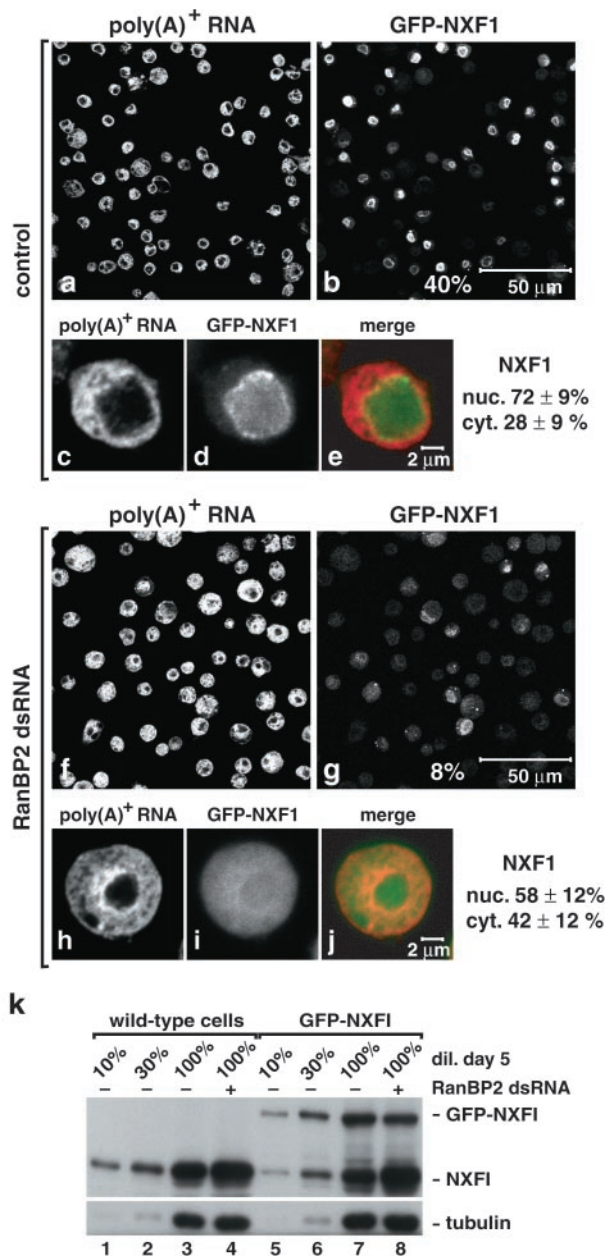 poly(A)+ RNA GFP-NXF1
control
a b 40% 50 μm
poly(A)+ RNA GFP-NXF1 merge
NXF1
nuc. 72 ± 9%
cyt. 28 ± 9 %
c d e 2 μm
poly(A)+ RNA GFP-NXF1
RanBP2 dsRNA
f g 8% 50 μm
poly(A)+ RNA GFP-NXF1 merge
NXF1
nuc. 58 ± 12%
cyt. 42 ± 12 %
h i j 2 μm
k
wild-type cells GFP-NXFI
10% 30% 100% 100% 10% 30% 100% 100% dil. day 5
– – – + – – – + RanBP2 dsRNA
- GFP-NXFI
- NXFI
- tubulin
1 2 3 4 5 6 7 8